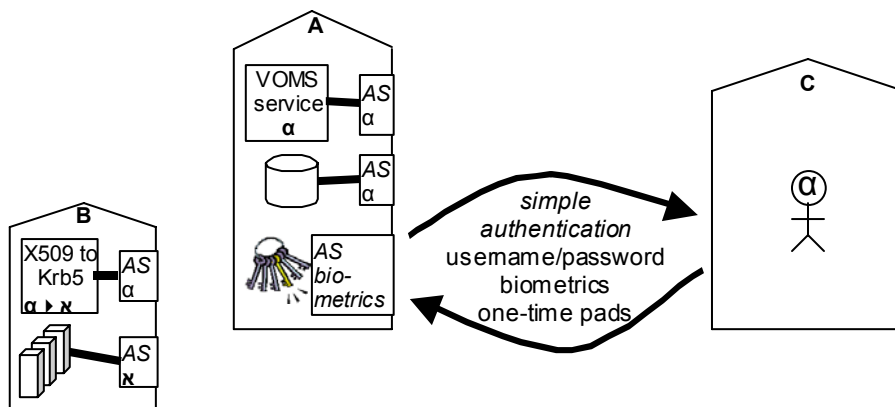 A
VOMS
service
α
AS
α
AS
α
AS
bio-
metrics
simple
authentication
username/password
biometrics
one-time pads
C
α
B
X509 to
Krb5
α ▸ א
AS
α
AS
א